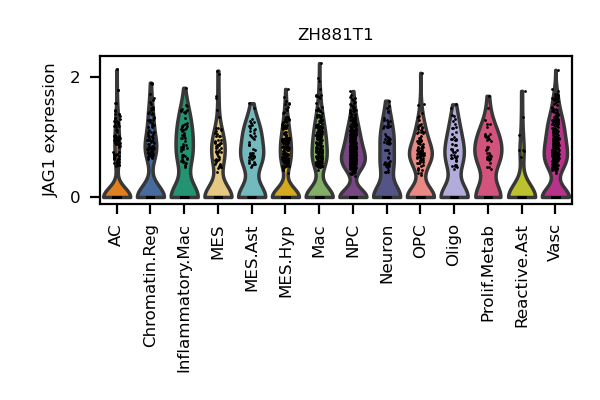 ZH881T1
JAG1 expression
2
0
AC
Chromatin.Reg
Inflammatory.Mac
MES
MES.Ast
MES.Hyp
Mac
NPC
Neuron
OPC
Oligo
Prolif.Metab
Reactive.Ast
Vasc